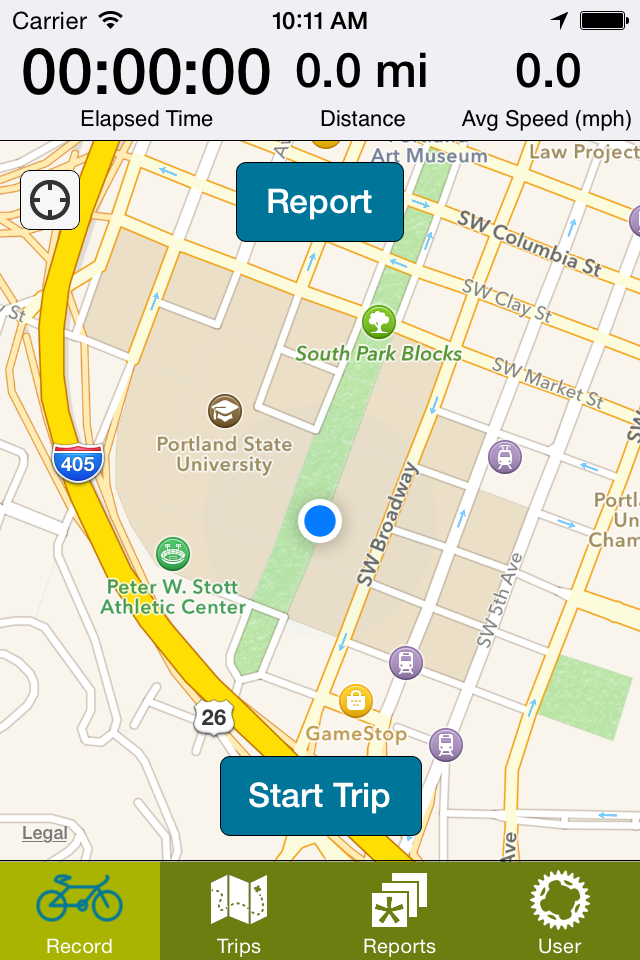 Carrier 10:11 AM
00:00:00 0.0 mi 0.0
Elapsed Time Distance Avg Speed (mph)
Art Museum
Law Project
Report
SW Columbia St
SW Clay St
y St
South Park Blocks
SW Market St
SW
Portland State
University
405
Portl
Un
Cham
SW Broadway
Peter W. Stott
Athletic Center
SW 5th Ave
26
GameStop
Start Trip
Legal
Ave
Record Trips Reports User